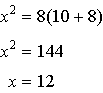 x² = 8(10 + 8)
x² = 144
x = 12